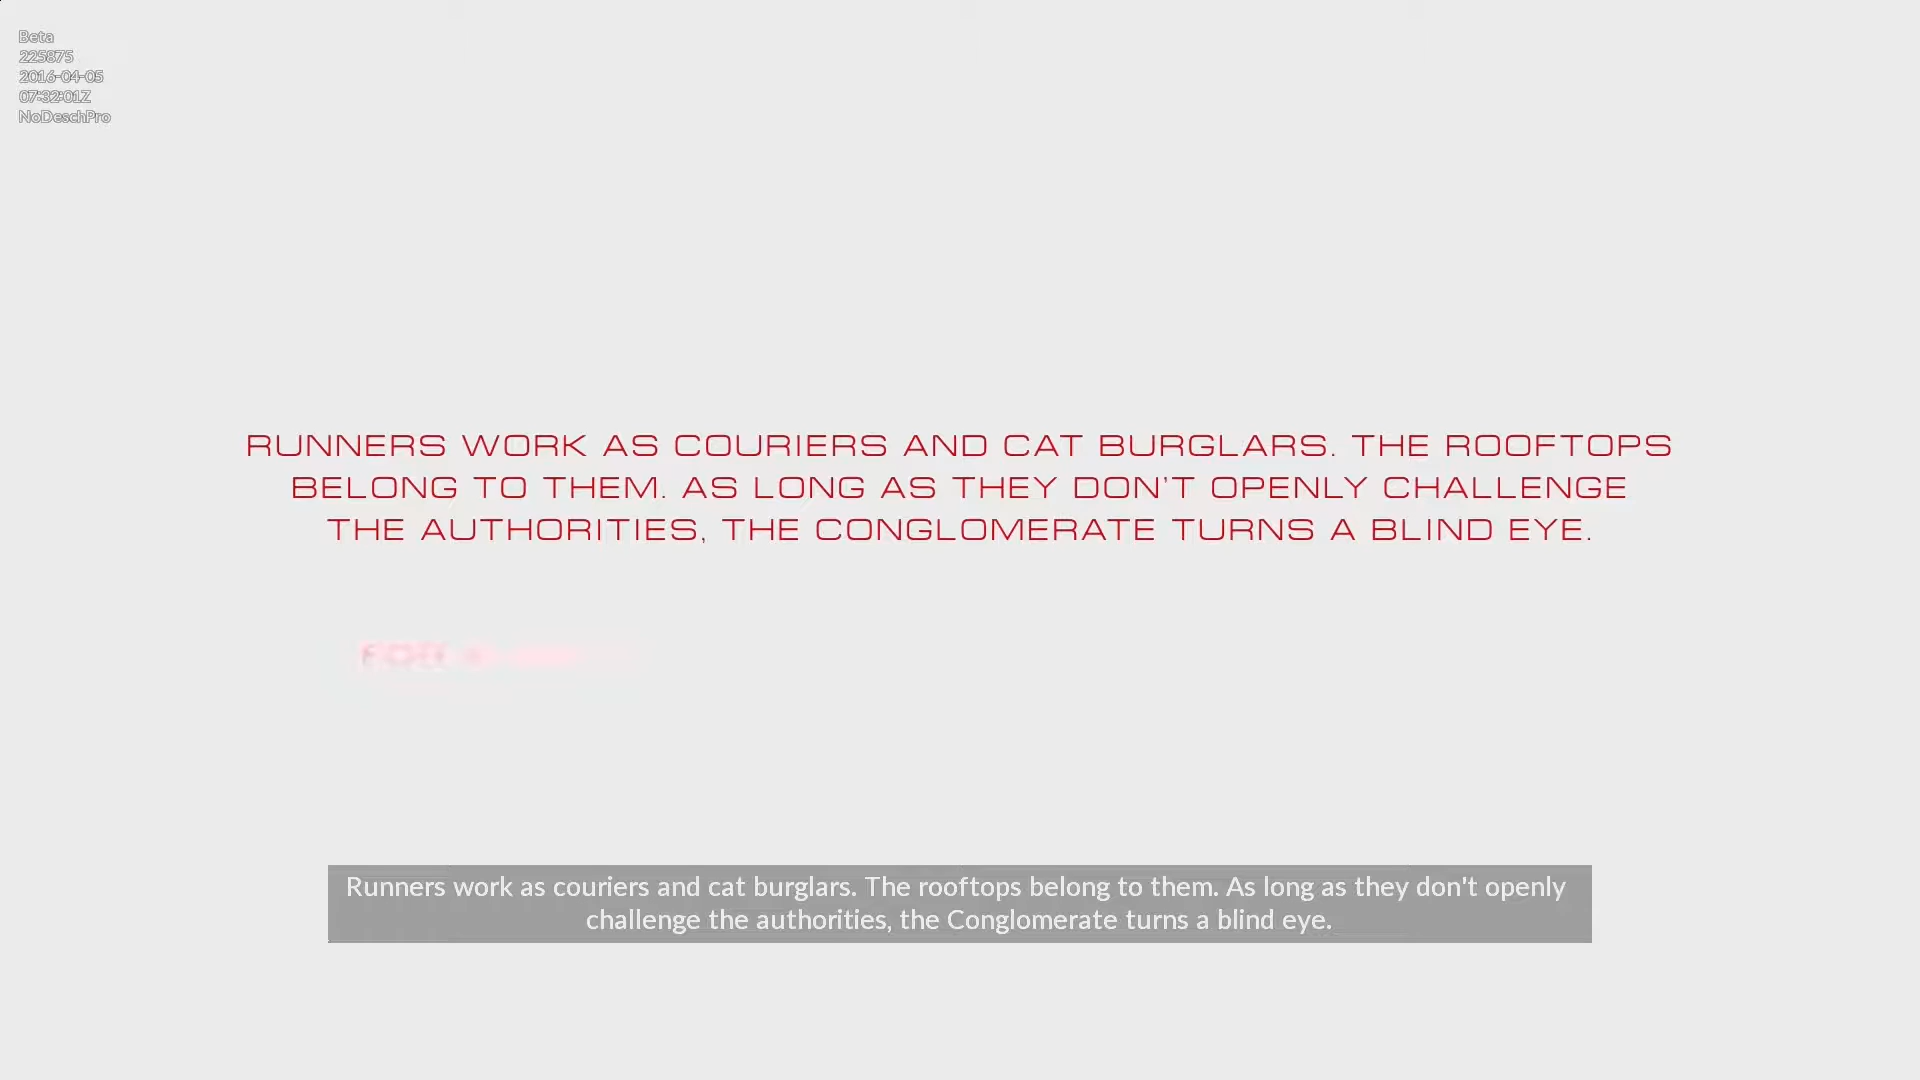 Beta
225875
2016-04-05
07:32:01Z
NoDeschPro
RUNNERS WORK AS COURIERS AND CAT BURGLARS. THE ROOFTOPS
BELONG TO THEM. AS LONG AS THEY DON'T OPENLY CHALLENGE
THE AUTHORITIES, THE CONGLOMERATE TURNS A BLIND EYE.
Runners work as couriers and cat burglars. The rooftops belong to them. As long as they don't openly
challenge the authorities, the Conglomerate turns a blind eye.